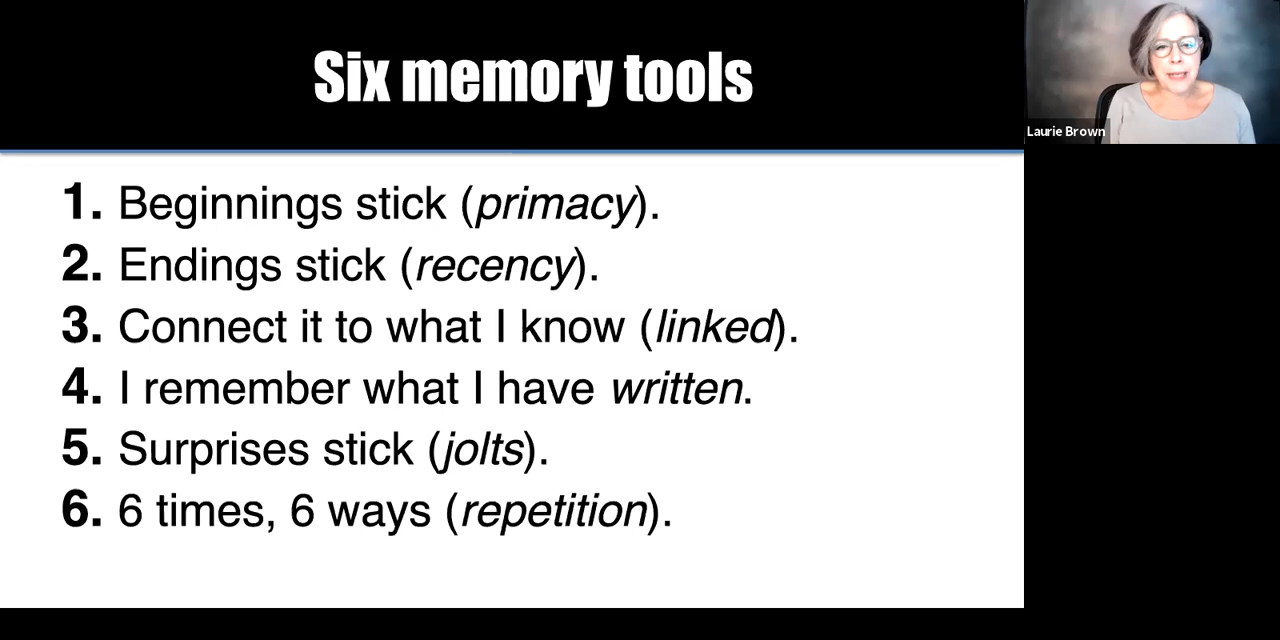 Six memory tools
1. Beginnings stick (primacy).
2. Endings stick (recency).
3. Connect it to what I know (linked).
4. I remember what I have written.
5. Surprises stick (jolts).
6. 6 times, 6 ways (repetition).
Laurie Brown